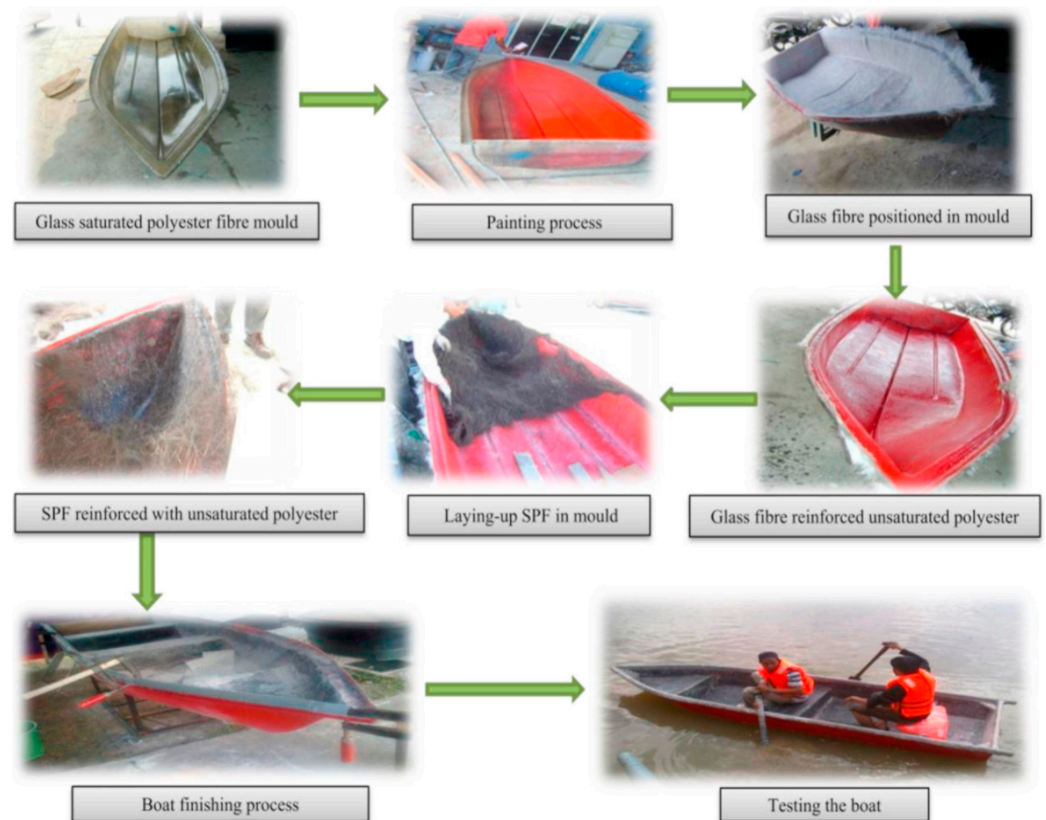 Glass saturated polyester fibre mould
Painting process
Glass fibre positioned in mould
Glass fibre reinforced unsaturated polyester
Laying-up SPF in mould
SPF reinforced with unsaturated polyester
Boat finishing process
Testing the boat